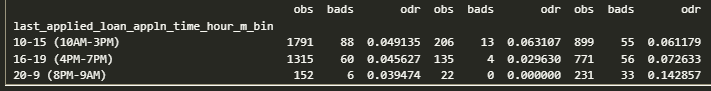 obs bads odr obs bads odr obs bads odr
last_applied_loan_appln_time_hour_m_bin
10-15 (10AM-3PM) 1791 88 0.049135 206 13 0.063107 899 55 0.061179
16-19 (4PM-7PM) 1315 60 0.045627 135 4 0.029630 771 56 0.072633
20-9 (8PM-9AM) 152 6 0.039474 22 0 0.000000 231 33 0.142857